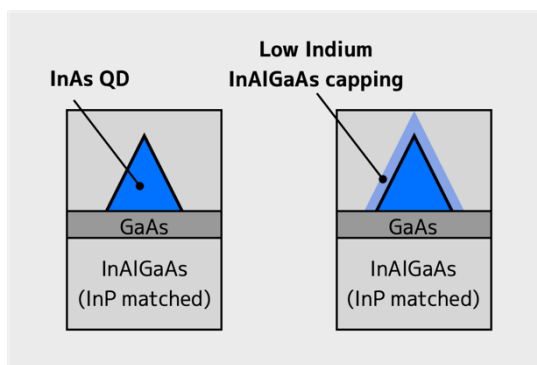 InAs QD
Low Indium
InAlGaAs capping
GaAs
InAlGaAs
(InP matched)
GaAs
InAlGaAs
(InP matched)